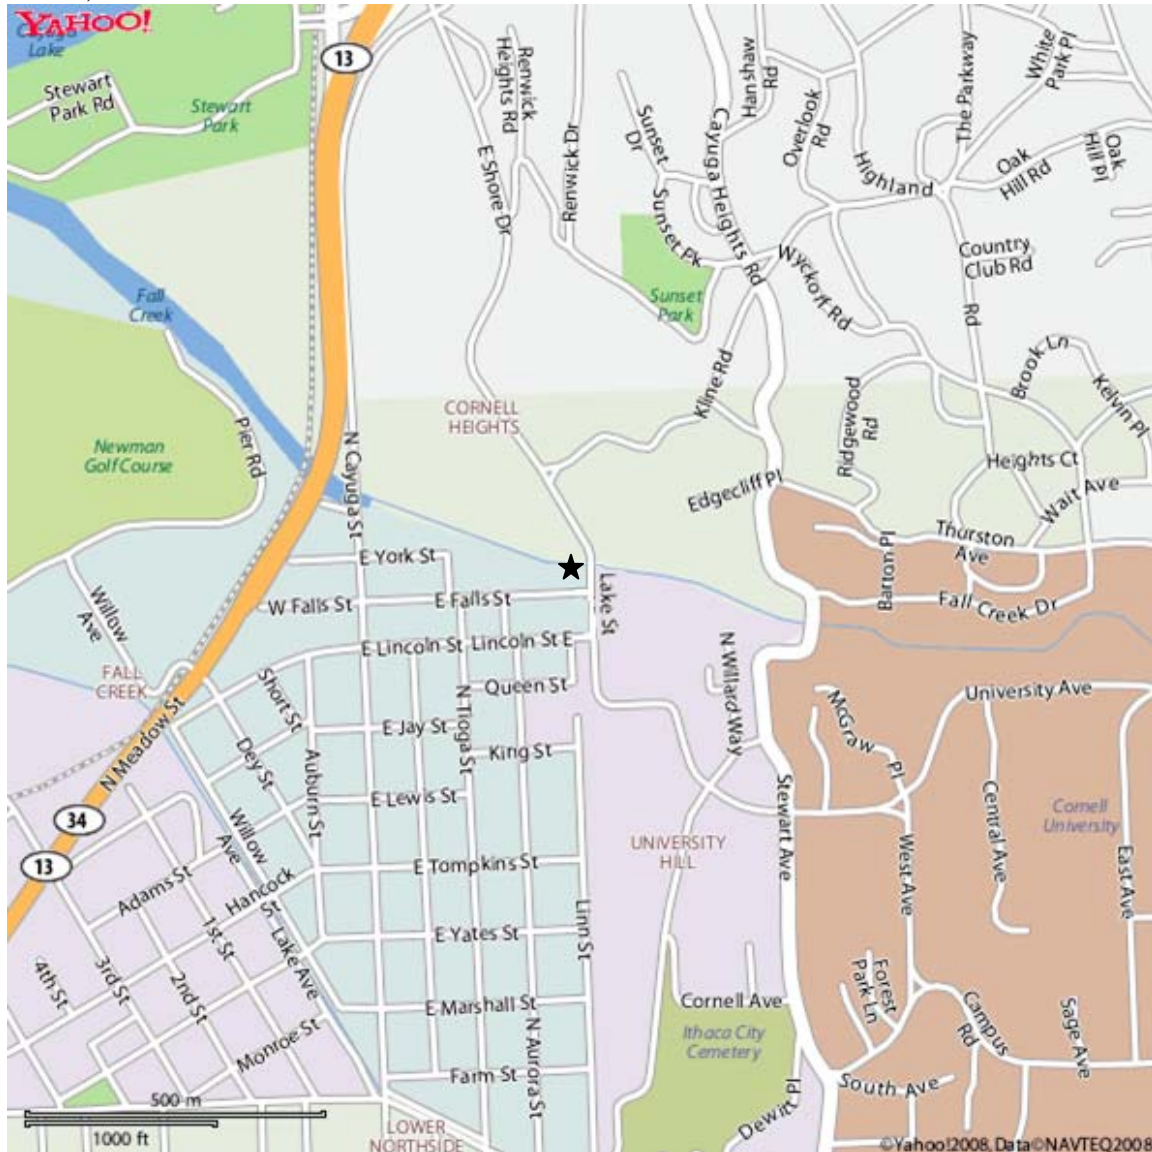 YAHOO!
Cayuga
Lake
Stewart
Park Rd
Stewart
Park
13
Renwick
Heights Rd
E Shore Dr
Renwick Dr
Sunset
Dr
Sunset Pk
Sunset
Park
Cayuga Heights Rd
Hanshaw
Rd
Overlook
Rd
Highland
Rd
The Parkway
White
Park Pl
Oak
Hill Rd
Oak
Hill Pl
Country
Club Rd
Wyckoff Rd
Fall
Creek
Newman
Golf Course
Pier Rd
N Cayuga St
CORNELL
HEIGHTS
Kline Rd
Ridgewood
Rd
Brook Ln
Kelvin Pl
Heights Ct
Wait Ave
Edgecliff Pl
Thurston
Ave
Barton Pl
Fall Creek Dr
Willow
Ave
E York St
W Falls St
E Falls St
Lake St
E Lincoln St
Lincoln St E
Queen St
FALL
CREEK
N Meadow St
Short St
Dey St
Auburn St
E Jay St
N Tioga St
King St
E Lewis St
N Willard Way
McGraw
Pl
University Ave
Stewart Ave
Central Ave
Cornell
University
East Ave
34
13
Willow
Ave
UNIVERSITY
HILL
West Ave
Adams St
Hancock
St
E Tompkins St
Linn St
E Yates St
1st St
2nd St
3rd St
4th St
Lake Ave
Monroe St
E Marshall St
N Aurora St
Farm St
Cornell Ave
Ithaca City
Cemetery
Forest
Park Ln
Campus
Rd
Sage Ave
South Ave
Dewitt Pl
500 m
1000 ft
LOWER
NORTHSIDE
©Yahoo!2008, Data©NAVTEQ2008